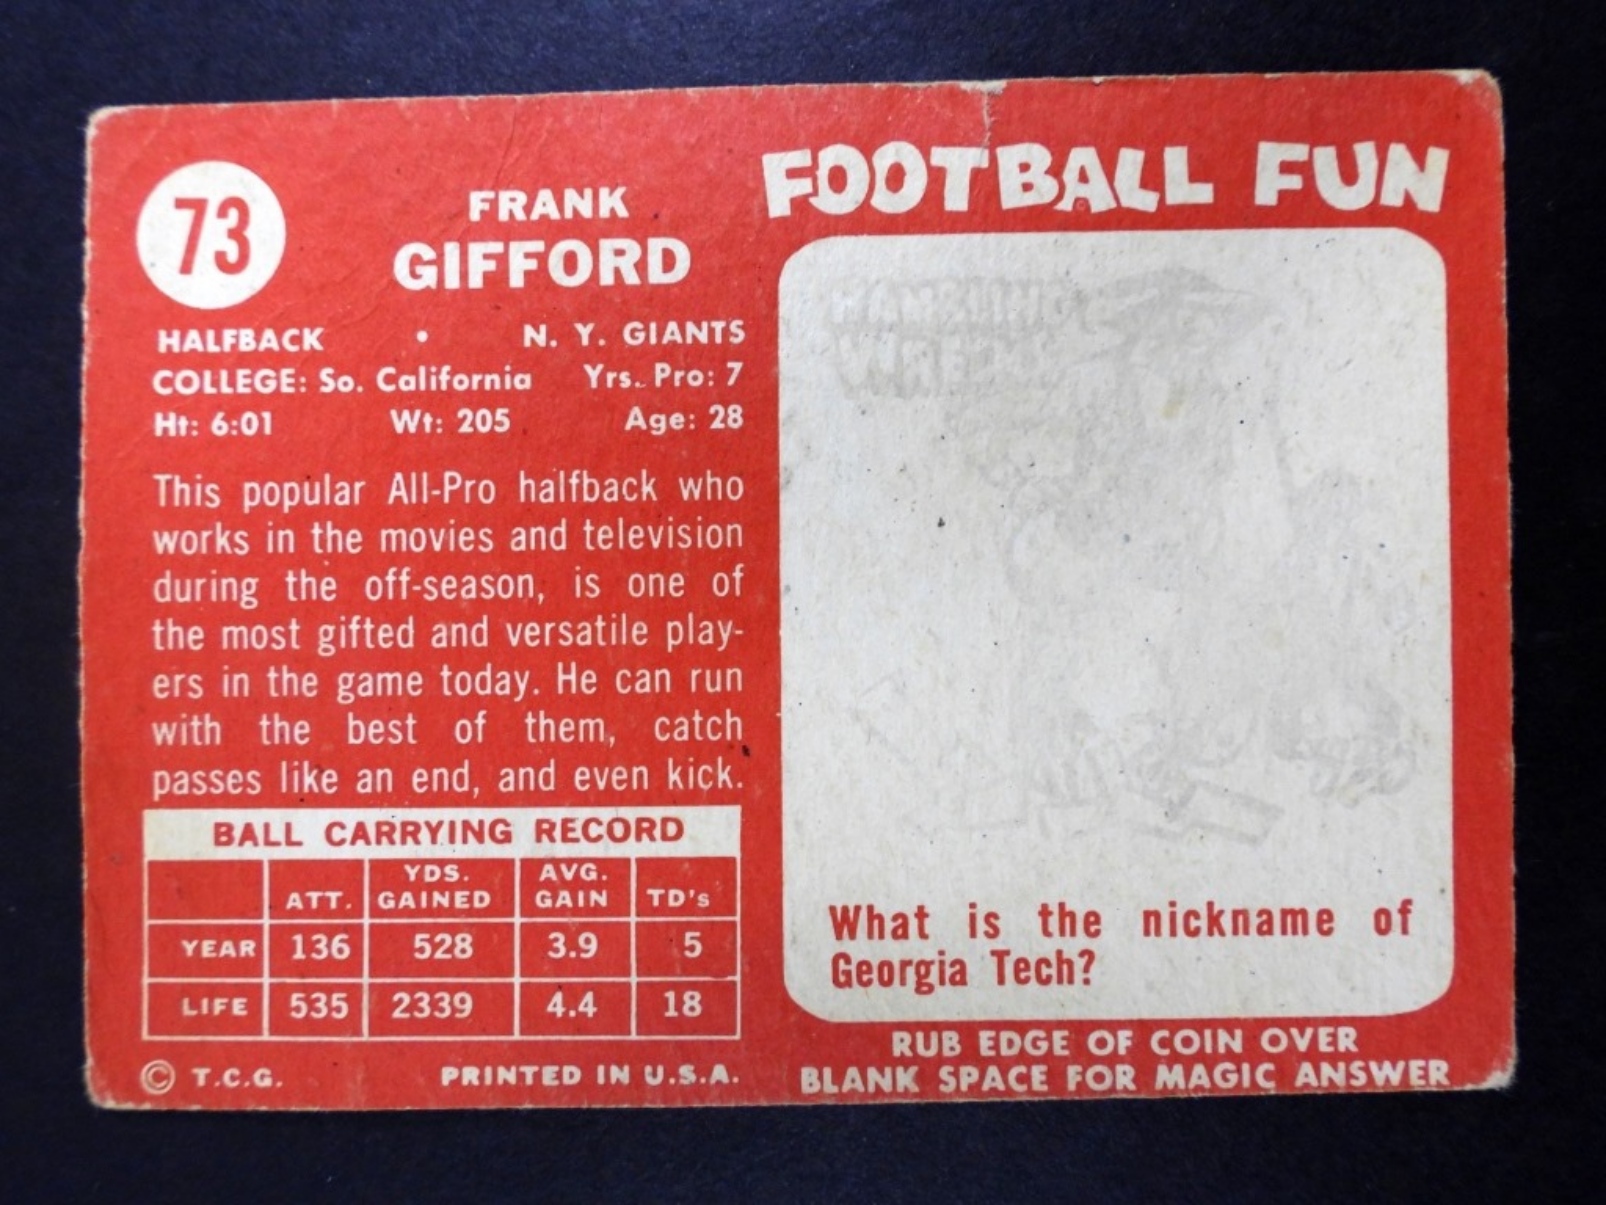 73
FRANK
GIFFORD
HALFBACK • N. Y. GIANTS
COLLEGE: So. California Yrs. Pro: 7
Ht: 6:01 Wt: 205 Age: 28
This popular All-Pro halfback who
works in the movies and television
during the off-season, is one of
the most gifted and versatile play-
ers in the game today. He can run
with the best of them, catch
passes like an end, and even kick.
BALL CARRYING RECORD
ATT. YDS. GAINED AVG. GAIN TD's
YEAR 136 528 3.9 5
LIFE 535 2339 4.4 18
© T.C.G. PRINTED IN U.S.A.
FOOTBALL FUN
What is the nickname of
Georgia Tech?
RUB EDGE OF COIN OVER
BLANK SPACE FOR MAGIC ANSWER